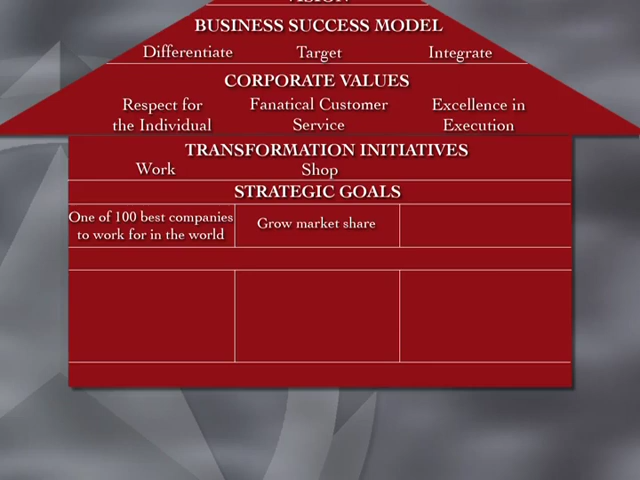 VISION
BUSINESS SUCCESS MODEL
Differentiate Target Integrate
CORPORATE VALUES
Respect for the Individual
Fanatical Customer Service
Excellence in Execution
TRANSFORMATION INITIATIVES
Work Shop
STRATEGIC GOALS
One of 100 best companies
to work for in the world
Grow market share